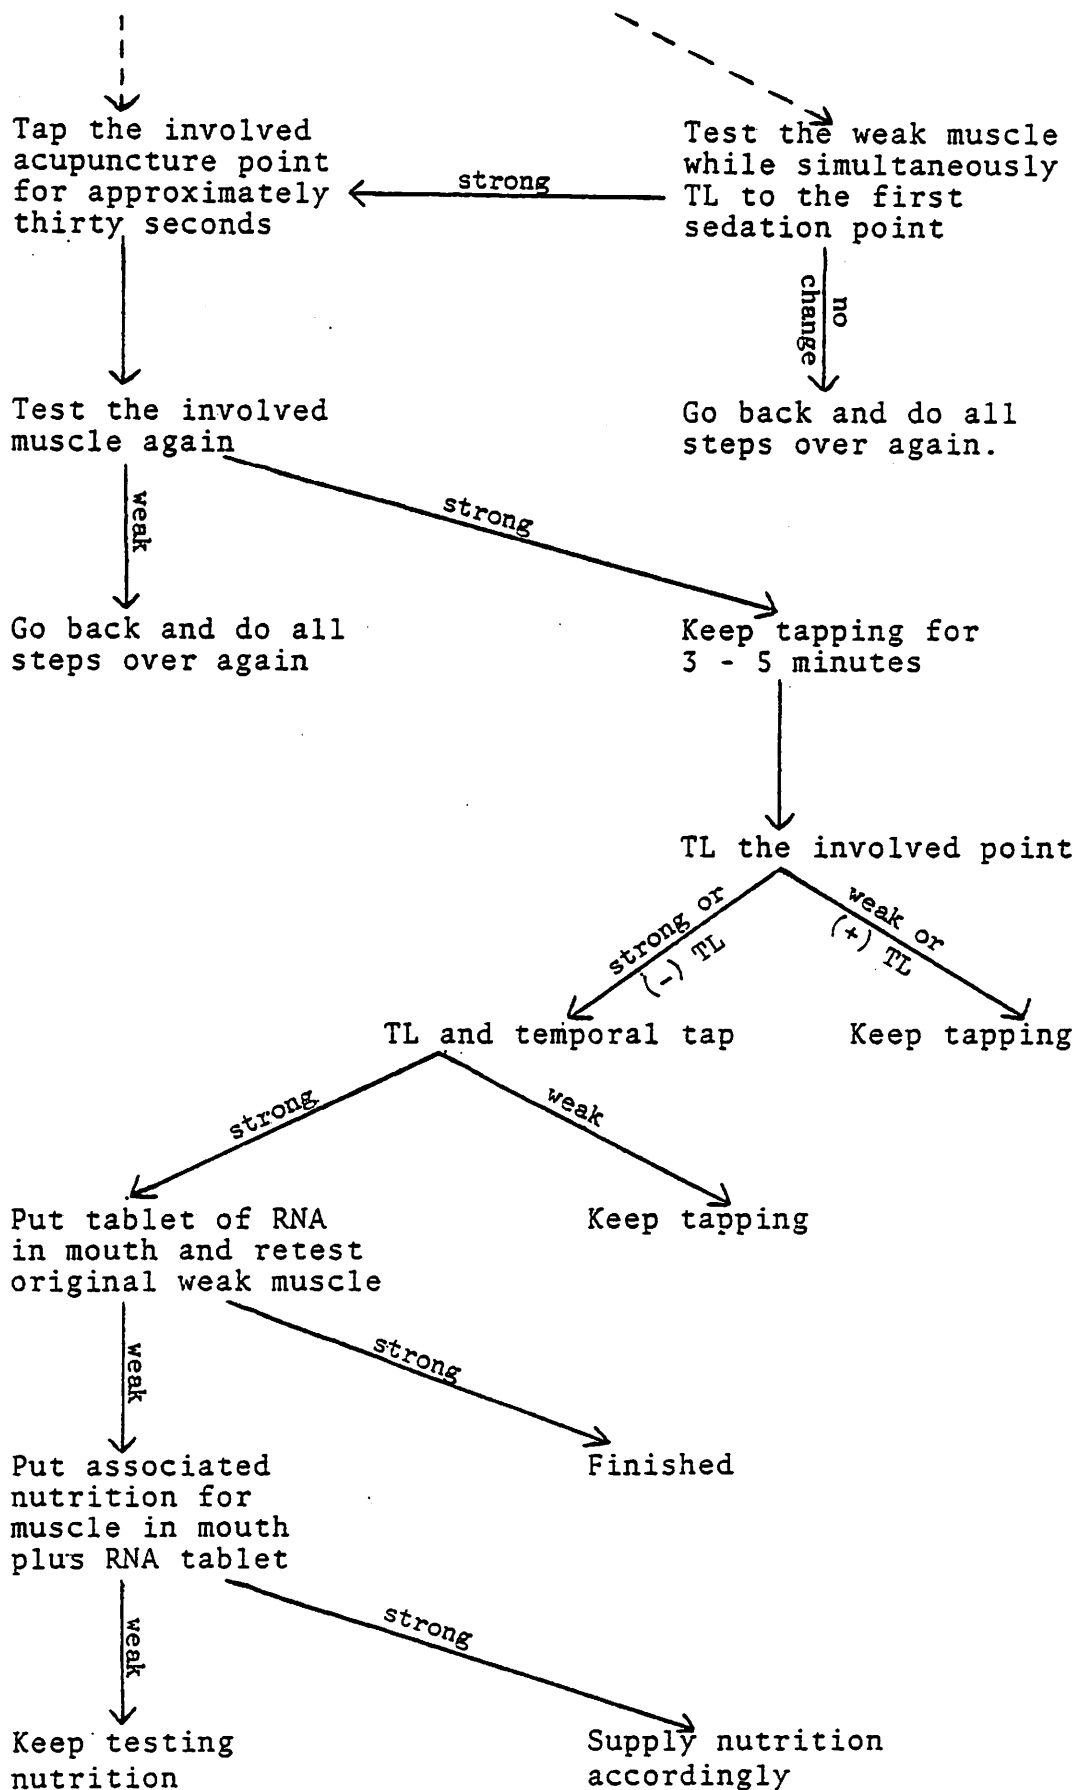 Tap the involved
acupuncture point
for approximately
thirty seconds
strong
Test the weak muscle
while simultaneously
TL to the first
sedation point
no
change
Test the involved
muscle again
Go back and do all
steps over again.
weak
strong
Go back and do all
steps over again
Keep tapping for
3 - 5 minutes
TL the involved point
strong or
(-) TL
weak or
(+) TL
TL and temporal tap
Keep tapping
strong
weak
Put tablet of RNA
in mouth and retest
original weak muscle
Keep tapping
weak
strong
Put associated
nutrition for
muscle in mouth
plus RNA tablet
Finished
weak
strong
Keep testing
nutrition
Supply nutrition
accordingly